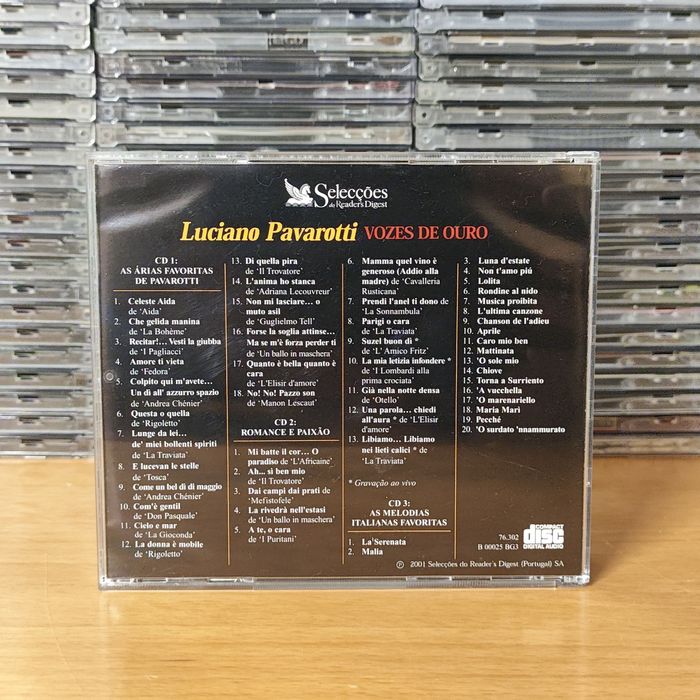 Selecções
do Reader's Digest
Luciano Pavarotti VOZES DE OURO
CD 1:
AS ÁRIAS FAVORITAS
DE PAVAROTTI
1. Celeste Aida
de 'Aida'
2. Che gelida manina
de 'La Bohème'
3. Recitar!... Vesti la giubba
de 'I Pagliacci'
4. Amore ti vieta
de 'Fedora'
5. Colpito qui m'avete...
Un dì all' azzurro spazio
de 'Andrea Chénier'
6. Questa o quella
de 'Rigoletto'
7. Lunge da lei...
de' miei bollenti spiriti
de 'La Traviata'
8. E lucevan le stelle
de 'Tosca'
9. Come un bel dì di maggio
de 'Andrea Chénier'
10. Com'è gentil
de 'Don Pasquale'
11. Cielo e mar
de 'La Gioconda'
12. La donna è mobile
de 'Rigoletto'
13. Di quella pira
de 'Il Trovatore'
14. L'anima ho stanca
de 'Adriana Lecouvreur'
15. Non mi lasciare... o
muto asil
de 'Guglielmo Tell'
16. Forse la soglia attinse...
Ma se m'è forza perder ti
de 'Un ballo in maschera'
17. Quanto è bella quanto è
cara
de 'L'Elisir d'amore'
18. No! No! Pazzo son
de 'Manon Lescaut'
CD 2:
ROMANCE E PAIXÃO
1. Mi batte il cor... O
paradiso de 'L'Africaine'
2. Ah... sì ben mio
de 'Il Trovatore'
3. Dai campi dai prati de
'Mefistofele'
4. La rivedrà nell'estasi
de 'Un ballo in maschera'
5. A te, o cara
de 'I Puritani'
6. Mamma quel vino è
generoso (Addio alla
madre) de 'Cavalleria
Rusticana'
7. Prendi l'anel ti dono de
'La Sonnambula'
8. Parigi o cara
de 'La Traviata'
9. Suzel buon dì *
de 'L' Amico Fritz'
10. La mia letizia infondere *
de 'I Lombardi alla
prima crociata'
11. Già nella notte densa
de 'Otello'
12. Una parola... chiedi
all'aura * de 'L'Elisir
d'amore'
13. Libiamo... Libiamo
nei lieti calici * de
'La Traviata'
* Gravação ao vivo
CD 3:
AS MELODIAS
ITALIANAS FAVORITAS
1. La'Serenata
2. Malia
3. Luna d'estate
4. Non t'amo piú
5. Lolita
6. Rondine al nido
7. Musica proibita
8. L'ultima canzone
9. Chanson de l'adieu
10. Aprile
11. Caro mio ben
12. Mattinata
13. 'O sole mio
14. Chiove
15. Torna a Surriento
16. 'A vucchella
17. O'marenariello
18. Maria Marì
19. Pecché
20. 'O surdato 'nnammurato
76.302
B 00025 BG3
COMPACT
disc
DIGITAL AUDIO
℗ 2001 Selecções do Reader's Digest (Portugal) SA